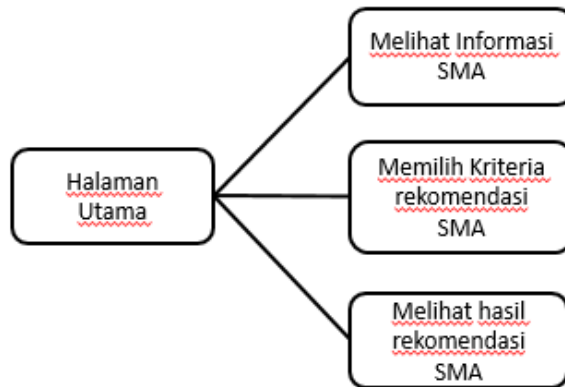 Melihat Informasi
SMA
Halaman
Utama
Memilih Kriteria
rekomendasi
SMA
Melihat hasil
rekomendasi
SMA